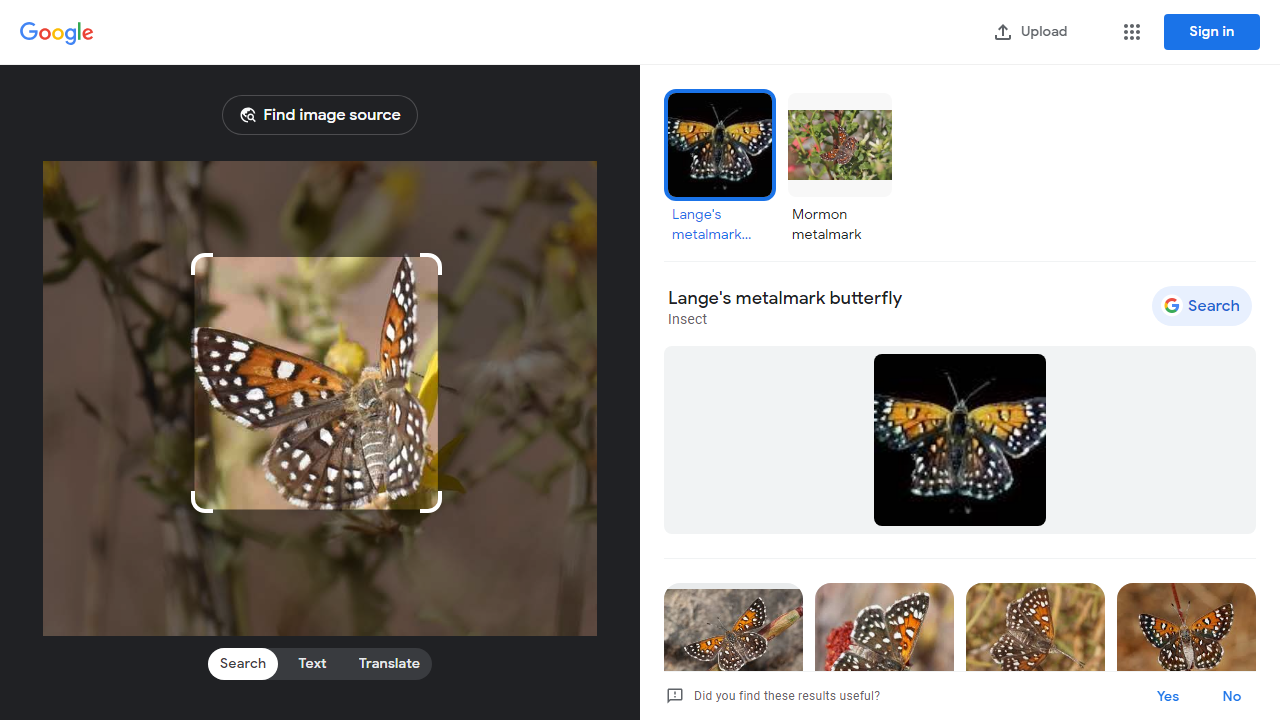 Google
Upload
Sign in
Find image source
Search
Text
Translate
Lange's
metalmark...
Mormon
metalmark
Lange's metalmark butterfly
Insect
Search
Did you find these results useful?
Yes
No